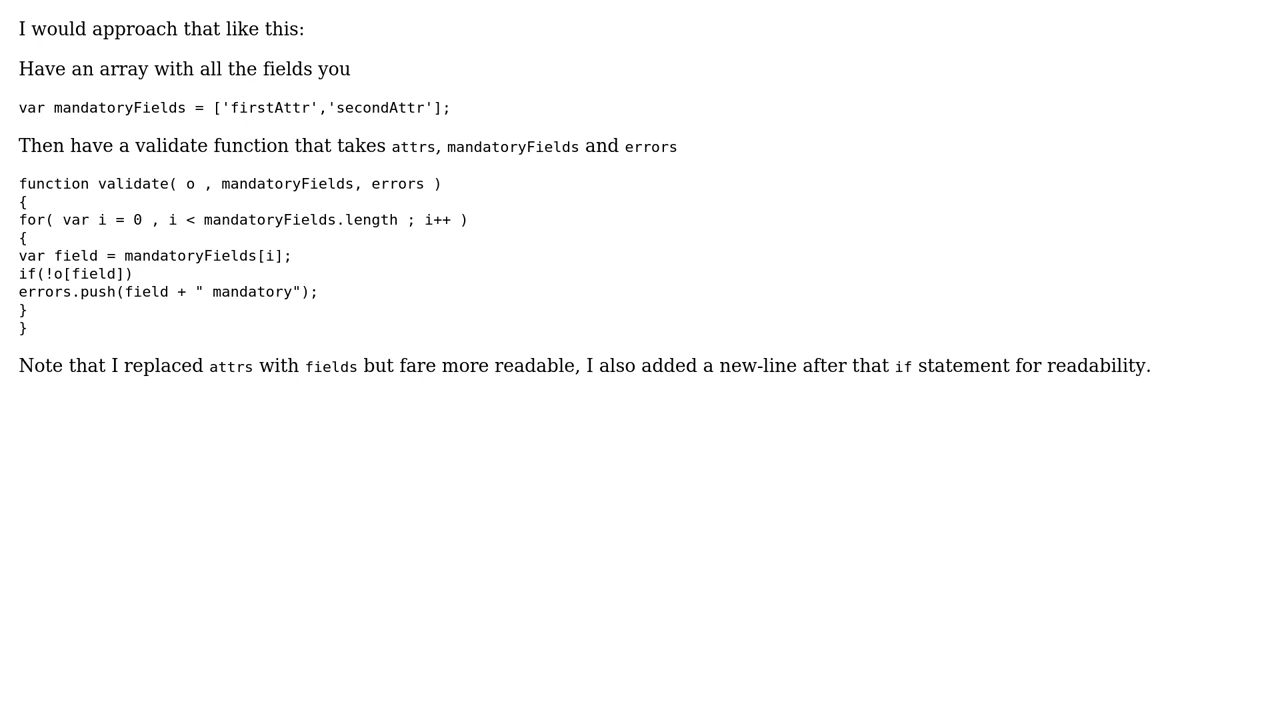 I would approach that like this:
Have an array with all the fields you
var mandatoryFields = ['firstAttr','secondAttr'];
Then have a validate function that takes attrs, mandatoryFields and errors
function validate( o , mandatoryFields, errors )
{
for( var i = 0 , i < mandatoryFields.length ; i++ )
{
var field = mandatoryFields[i];
if(!o[field])
errors.push(field + " mandatory");
}
}
Note that I replaced attrs with fields but fare more readable, I also added a new-line after that if statement for readability.